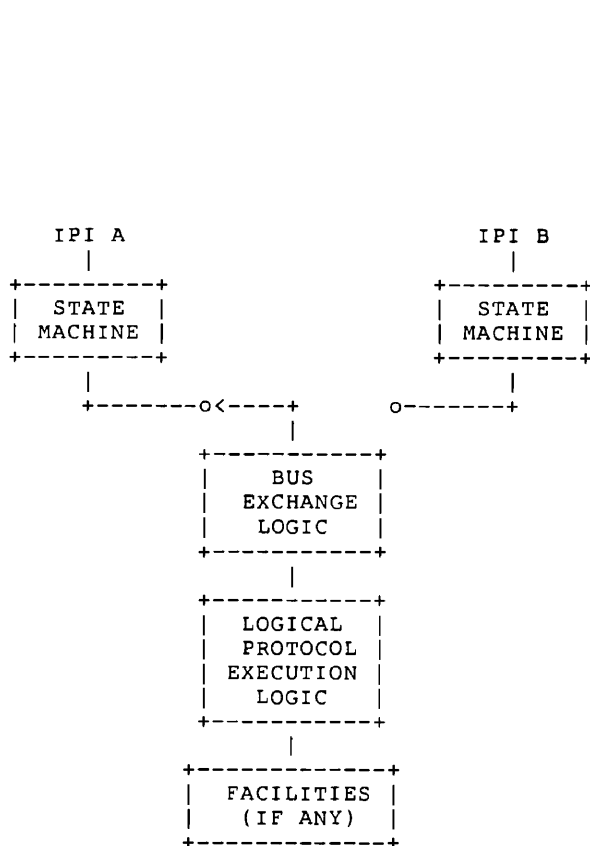 IPI A IPI B
STATE MACHINE STATE MACHINE
BUS
EXCHANGE
LOGIC
LOGICAL
PROTOCOL
EXECUTION
LOGIC
FACILITIES
(IF ANY)